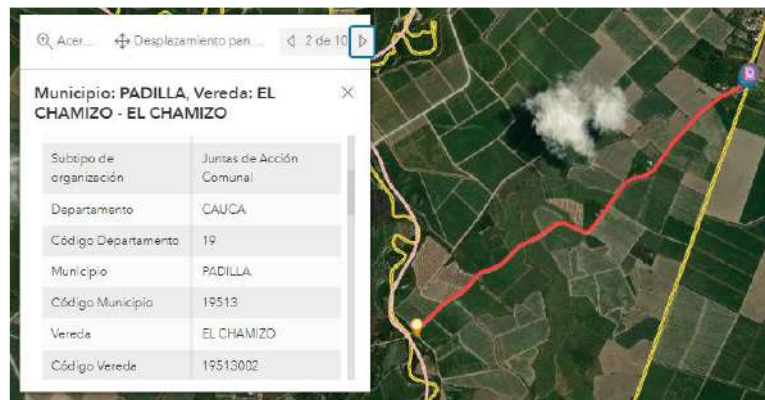 Acer...
Desplazamiento pan...
2 de 10
Municipio: PADILLA, Vereda: EL
CHAMIZO - EL CHAMIZO
Subtipo de organización
Juntas de Acción Comunal
Departamento CAUCA
Código Departamento 19
Municipio PADILLA
Código Municipio 19513
Vereda EL CHAMIZO
Código Vereda 19513002